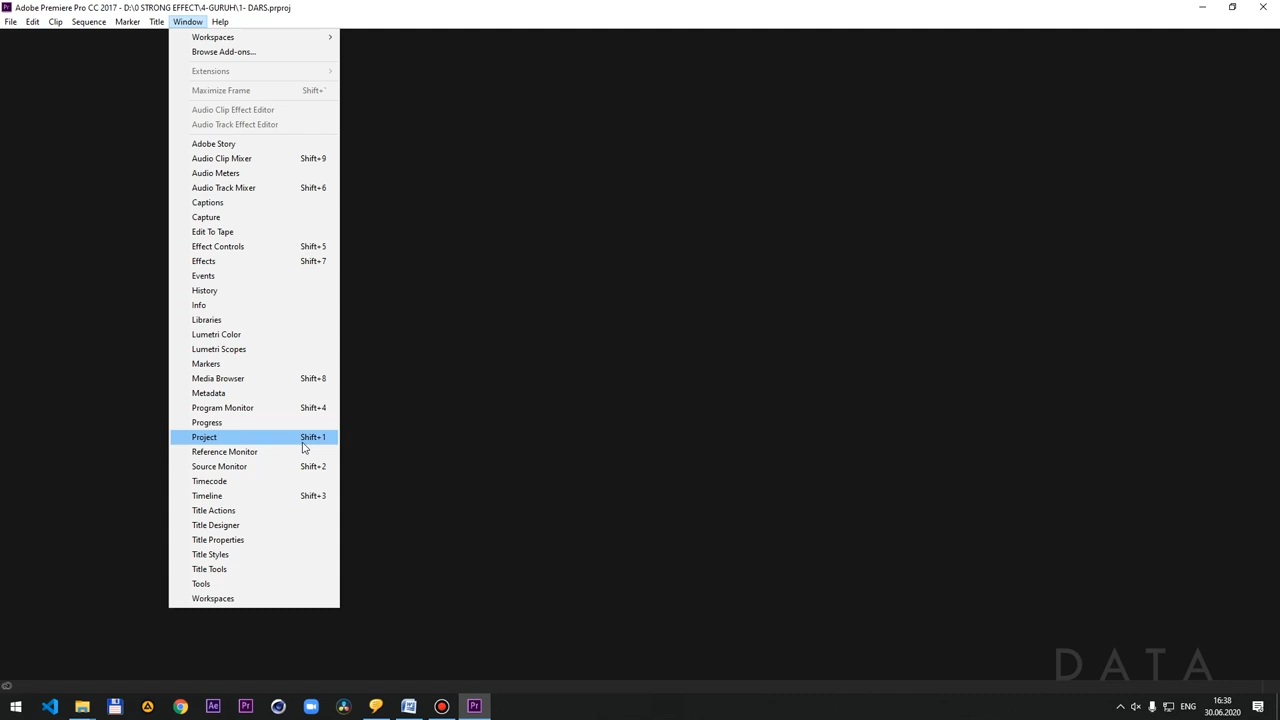 Adobe Premiere Pro CC 2017 - D:\0 STRONG EFFECT\4-GURUH\1- DARS.prproj
File Edit Clip Sequence Marker Title Window Help
Workspaces
Browse Add-ons...
Extensions
Maximize Frame Shift+`
Audio Clip Effect Editor
Audio Track Effect Editor
Adobe Story
Audio Clip Mixer Shift+9
Audio Meters
Audio Track Mixer Shift+6
Captions
Capture
Edit To Tape
Effect Controls Shift+5
Effects Shift+7
Events
History
Info
Libraries
Lumetri Color
Lumetri Scopes
Markers
Media Browser Shift+8
Metadata
Program Monitor Shift+4
Progress
Project Shift+1
Reference Monitor
Source Monitor Shift+2
Timecode
Timeline Shift+3
Title Actions
Title Designer
Title Properties
Title Styles
Title Tools
Tools
Workspaces
DATA
Ae Pr Pr ENG 16:38
30.06.2020